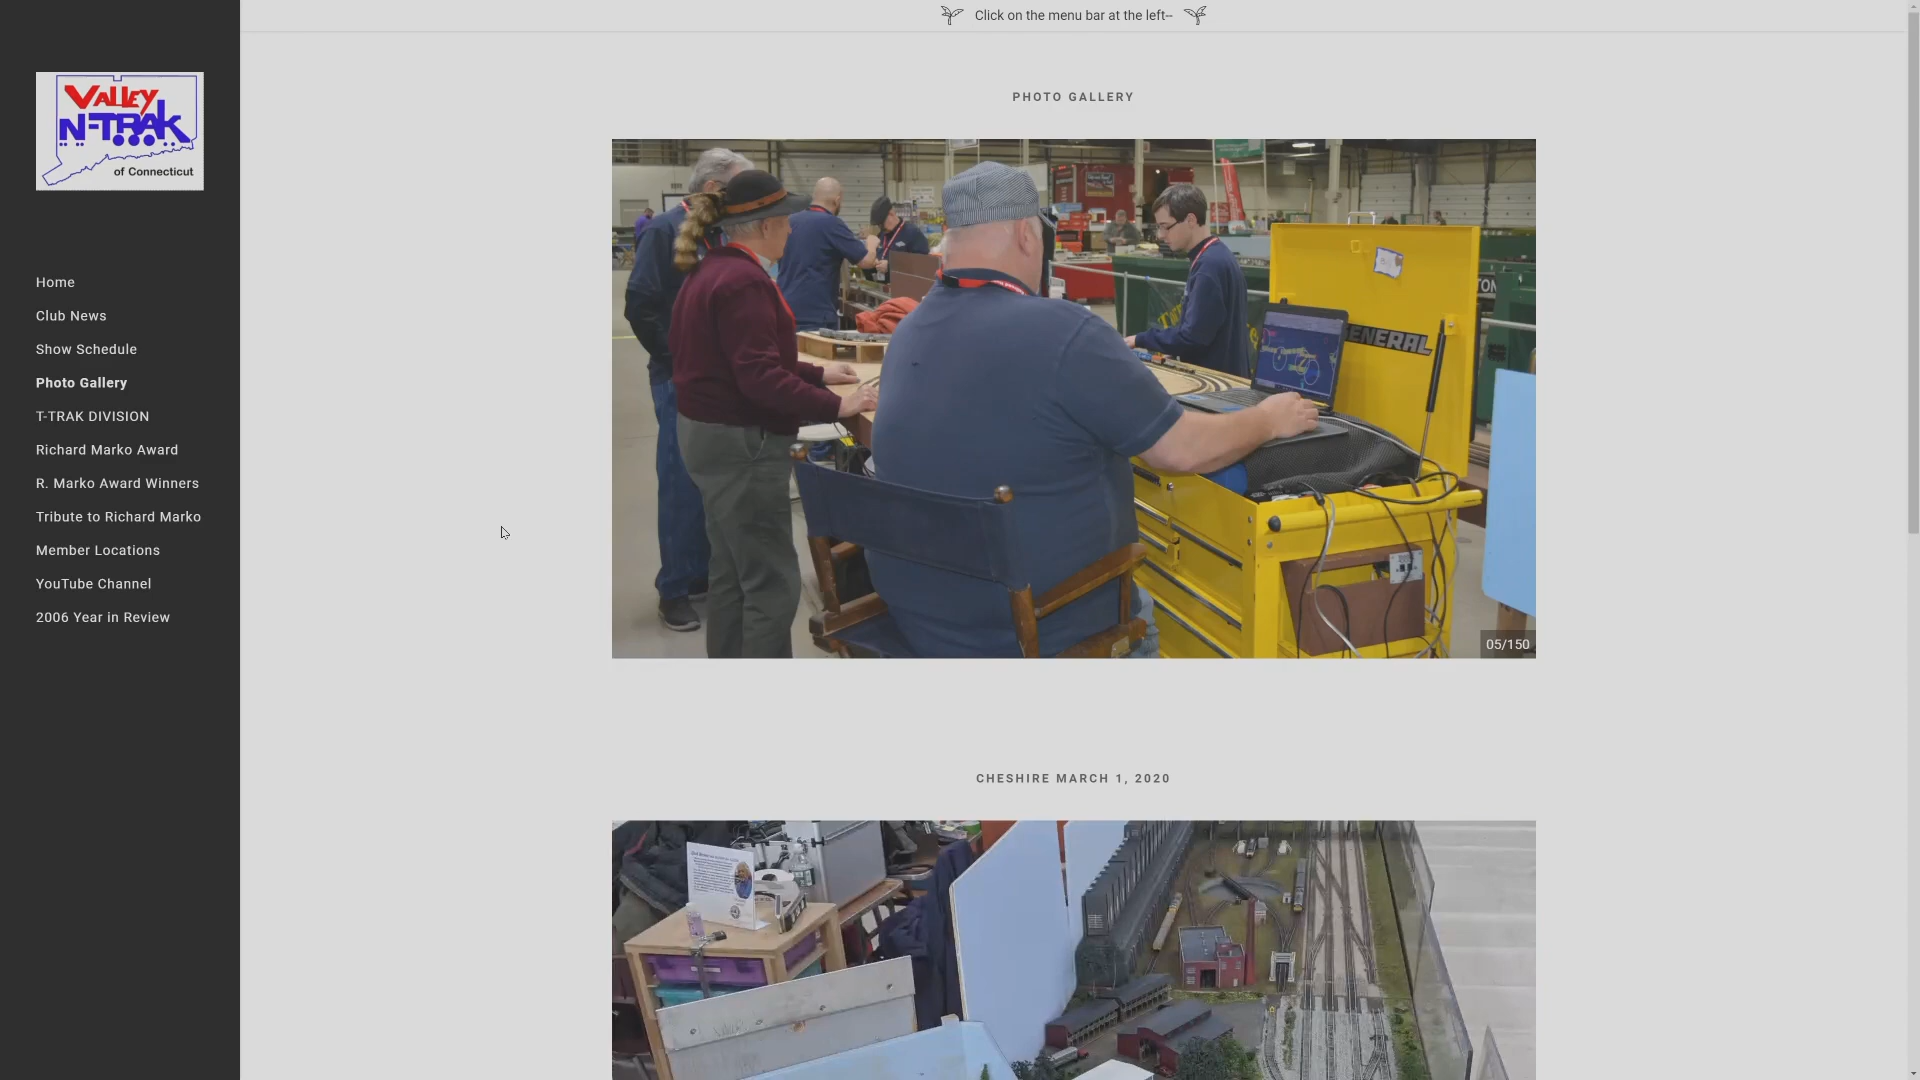 Click on the menu bar at the left--
VALLEY
N-TRAK
of Connecticut
Home
Club News
Show Schedule
Photo Gallery
T-TRAK DIVISION
Richard Marko Award
R. Marko Award Winners
Tribute to Richard Marko
Member Locations
YouTube Channel
2006 Year in Review
PHOTO GALLERY
GENERAL
05/150
CHESHIRE MARCH 1, 2020